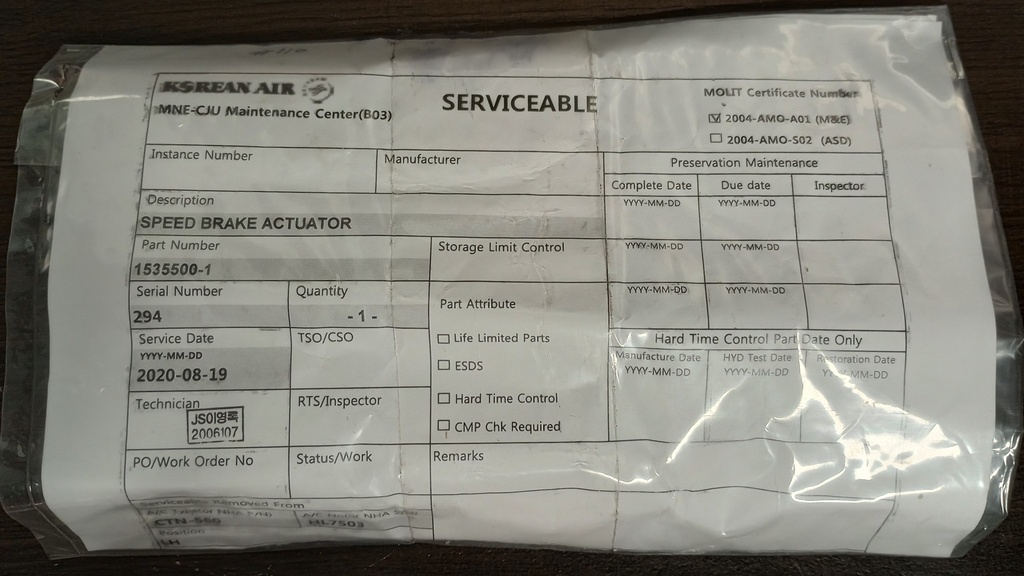 KOREAN AIR
MNE-CJU Maintenance Center(B03)
SERVICEABLE
MOLIT Certificate Number
☑ 2004-AMO-A01 (M&E)
☐ 2004-AMO-S02 (ASD)
Instance Number
Manufacturer
Preservation Maintenance
Complete Date Due date Inspector
YYYY-MM-DD YYYY-MM-DD
Description
SPEED BRAKE ACTUATOR
Part Number
1535500-1
Storage Limit Control
YYYY-MM-DD YYYY-MM-DD
Serial Number
294
Quantity
- 1 -
Part Attribute
YYYY-MM-DD YYYY-MM-DD
Service Date
YYYY-MM-DD
2020-08-19
TSO/CSO
☐ Life Limited Parts
☐ ESDS
Hard Time Control Part Date Only
Manufacture Date HYD Test Date Restoration Date
YYYY-MM-DD YYYY-MM-DD YYYY-MM-DD
Technician
JS이영록
2006107
RTS/Inspector
☐ Hard Time Control
☐ CMP Chk Required
PO/Work Order No
Status/Work
Remarks
Serviceable Removed From
HL7503
Position
LH